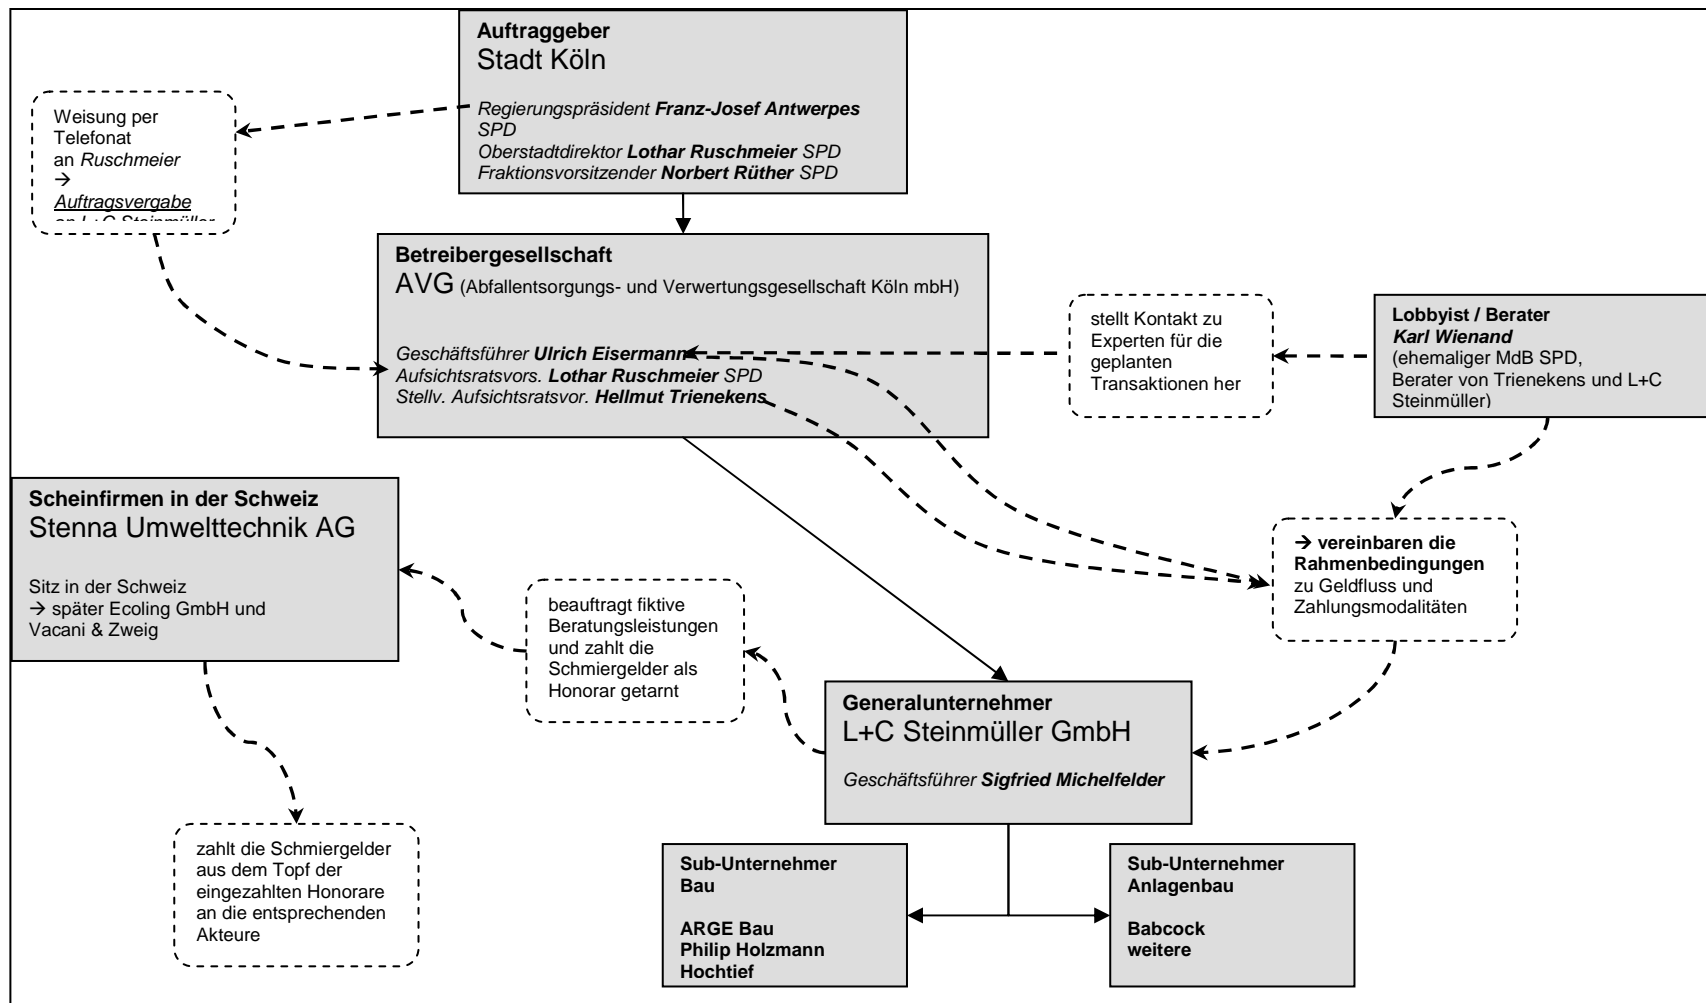 Auftraggeber
Stadt Köln
Regierungspräsident Franz-Josef Antwerpes
SPD
Oberstadtdirektor Lothar Ruschmeier SPD
Fraktionsvorsitzender Norbert Rüther SPD
Weisung per
Telefonat
an Ruschmeier
→
Auftragsvergabe
an L+C Steinmüller
Betreibergesellschaft
AVG (Abfallentsorgungs- und Verwertungsgesellschaft Köln mbH)
Geschäftsführer Ulrich Eisermann
Aufsichtsratsvors. Lothar Ruschmeier SPD
Stellv. Aufsichtsratsvor. Hellmut Trienekens
stellt Kontakt zu
Experten für die
geplanten
Transaktionen her
Lobbyist / Berater
Karl Wienand
(ehemaliger MdB SPD,
Berater von Trienekens und L+C
Steinmüller)
Scheinfirmen in der Schweiz
Stenna Umwelttechnik AG
Sitz in der Schweiz
→ später Ecoling GmbH und
Vacani & Zweig
→ vereinbaren die
Rahmenbedingungen
zu Geldfluss und
Zahlungsmodalitäten
beauftragt fiktive
Beratungsleistungen
und zahlt die
Schmiergelder als
Honorar getarnt
Generalunternehmer
L+C Steinmüller GmbH
Geschäftsführer Sigfried Michelfelder
zahlt die Schmiergelder
aus dem Topf der
eingezahlten Honorare
an die entsprechenden
Akteure
Sub-Unternehmer
Bau
ARGE Bau
Philip Holzmann
Hochtief
Sub-Unternehmer
Anlagenbau
Babcock
weitere